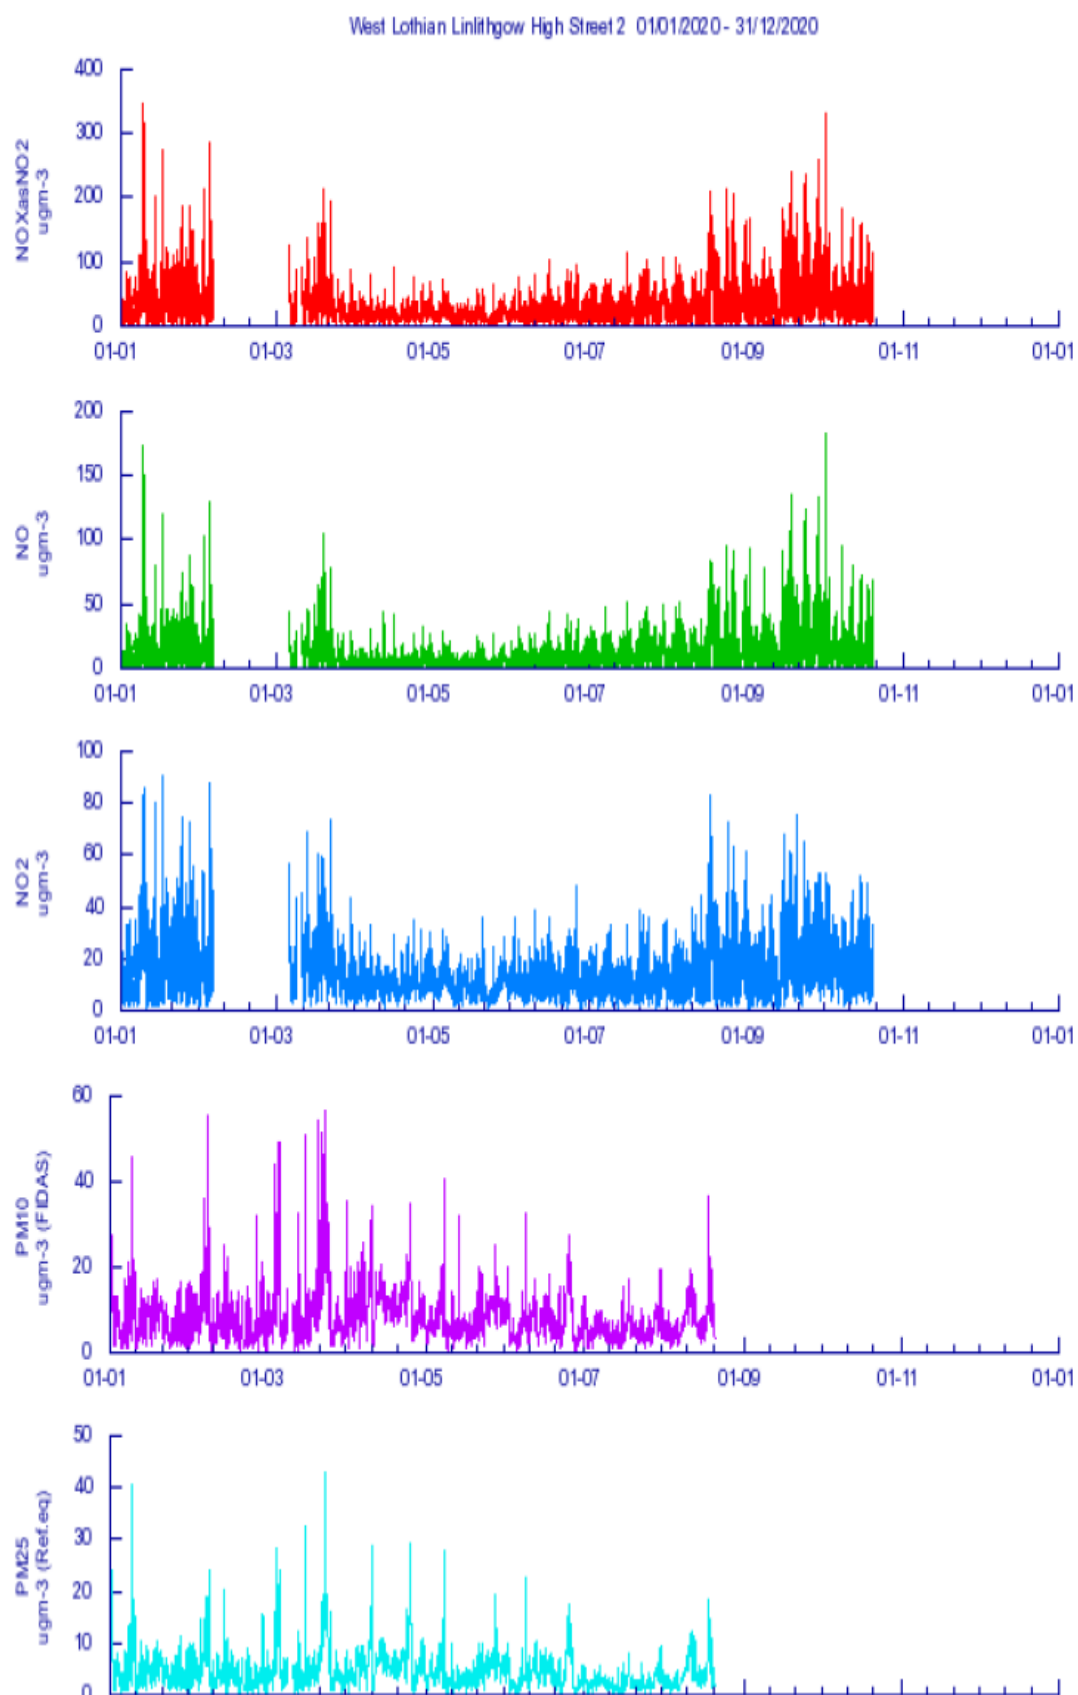 West Lothian Linlithgow High Street 2 01/01/2020 - 31/12/2020
NOXasNO2
ugm-3
400
300
200
100
0
01-01 01-03 01-05 01-07 01-09 01-11 01-01
NO
ugm-3
200
150
100
50
0
01-01 01-03 01-05 01-07 01-09 01-11 01-01
NO2
ugm-3
100
80
60
40
20
0
01-01 01-03 01-05 01-07 01-09 01-11 01-01
PM10
ugm-3 (FIDAS)
60
40
20
0
01-01 01-03 01-05 01-07 01-09 01-11 01-01
PM25
ugm-3 (Ref.eq)
50
40
30
20
10
0